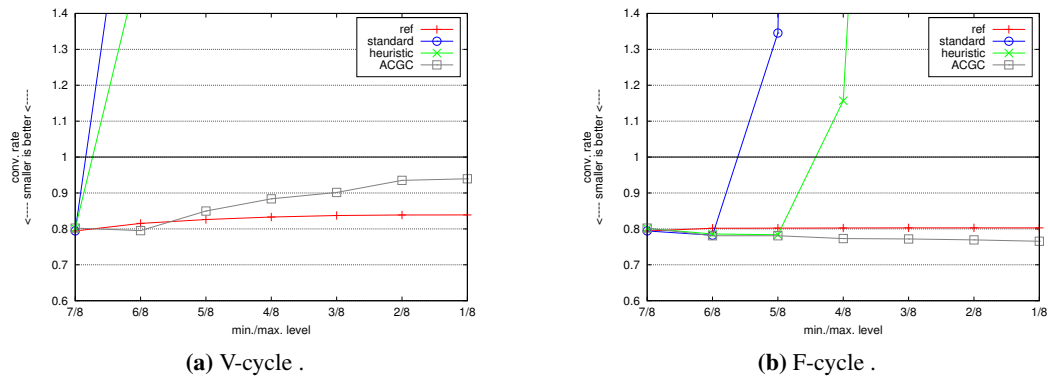 1.4
1.3
1.2
1.1
1
0.9
0.8
0.7
0.6
conv. rate
<---- smaller is better <----
ref
standard
heuristic
ACGC
7/8 6/8 5/8 4/8 3/8 2/8 1/8
min./max. level
(a) V-cycle .
1.4
1.3
1.2
1.1
1
0.9
0.8
0.7
0.6
conv. rate
<---- smaller is better <----
ref
standard
heuristic
ACGC
7/8 6/8 5/8 4/8 3/8 2/8 1/8
min./max. level
(b) F-cycle .